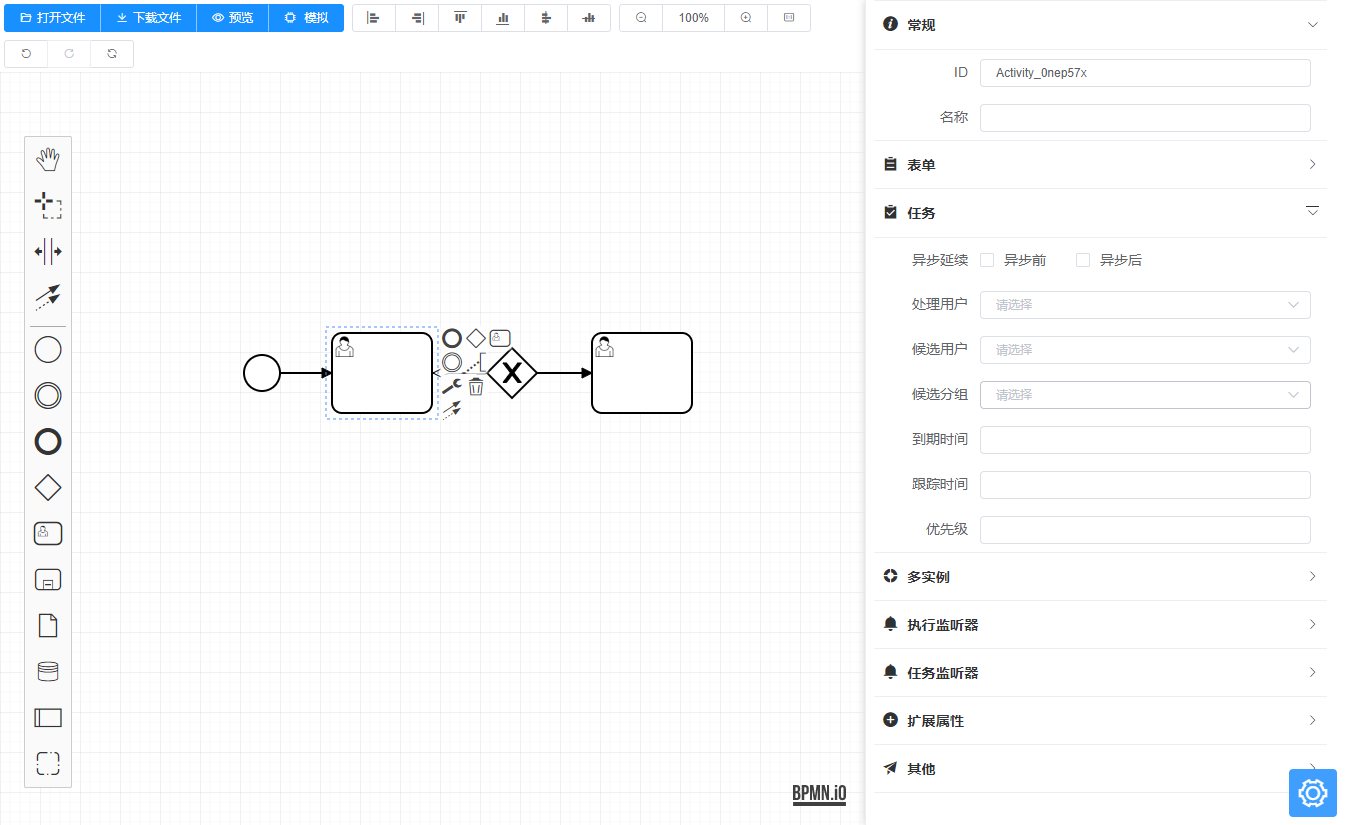 打开文件 下载文件 预览 模拟 100%
常规
ID Activity_0nep57x
名称
表单
任务
异步延续 异步前 异步后
处理用户 请选择
候选用户 请选择
候选分组 请选择
到期时间
跟踪时间
优先级
多实例
执行监听器
任务监听器
扩展属性
其他
BPMN.iO